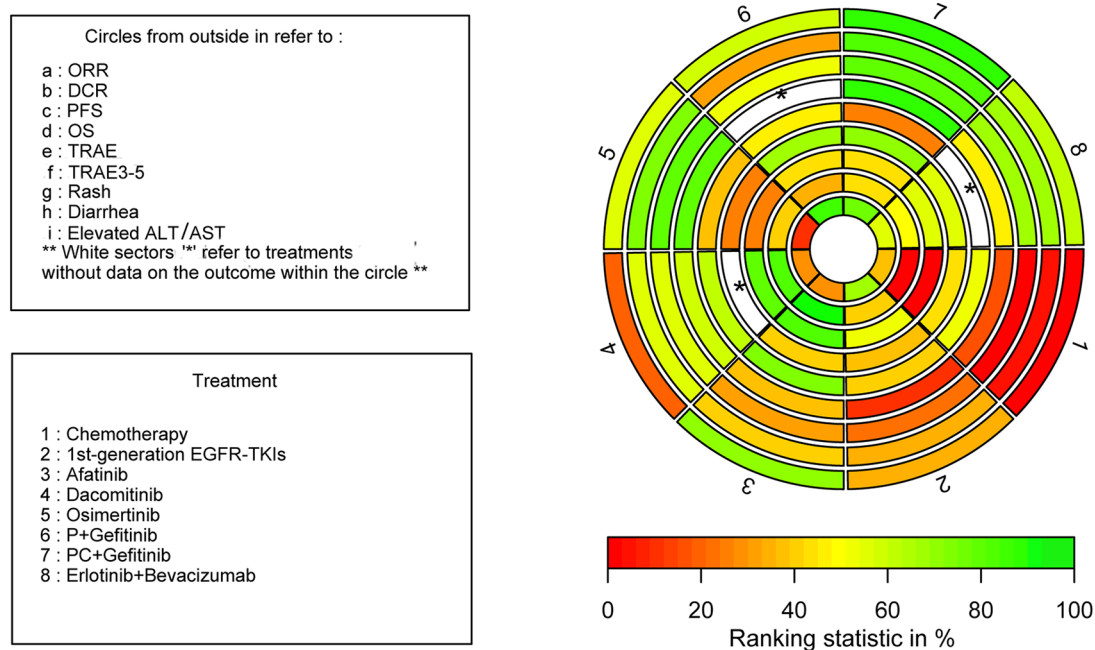 Circles from outside in refer to :
a : ORR
b : DCR
c : PFS
d : OS
e : TRAE
f : TRAE3-5
g : Rash
h : Diarrhea
i : Elevated ALT/AST
** White sectors '*' refer to treatments
without data on the outcome within the circle **
Treatment
1 : Chemotherapy
2 : 1st-generation EGFR-TKIs
3 : Afatinib
4 : Dacomitinib
5 : Osimertinib
6 : P+Gefitinib
7 : PC+Gefitinib
8 : Erlotinib+Bevacizumab
6
7
5
8
*
*
*
4
1
3
2
0 20 40 60 80 100
Ranking statistic in %